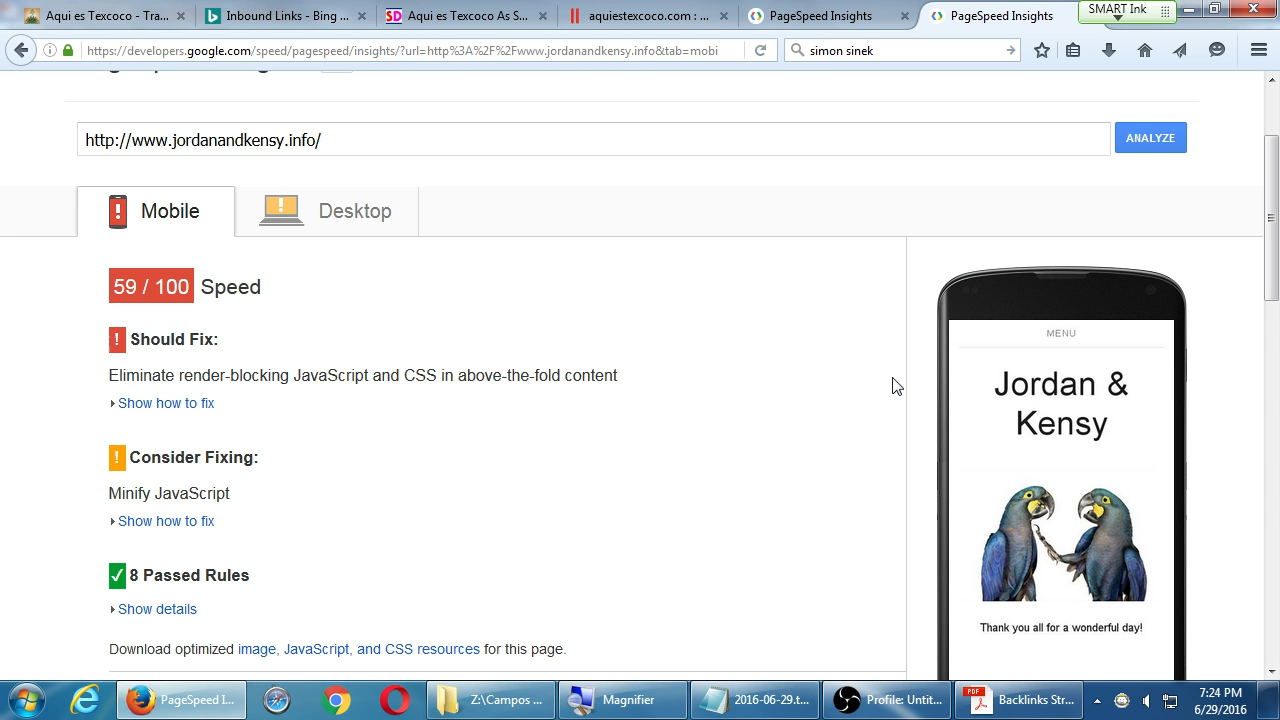 Aqui es Texcoco - Tra...
Inbound Links - Bing ...
SD Aqui es Texcoco As S...
aquiestexcoco.com : ...
PageSpeed Insights
PageSpeed Insights
SMART Ink
https://developers.google.com/speed/pagespeed/insights/?url=http%3A%2F%2Fwww.jordanandkensy.info&tab=mobi
simon sinek
http://www.jordanandkensy.info/
ANALYZE
Mobile
Desktop
59 / 100 Speed
! Should Fix:
Eliminate render-blocking JavaScript and CSS in above-the-fold content
Show how to fix
! Consider Fixing:
Minify JavaScript
Show how to fix
8 Passed Rules
Show details
Download optimized image, JavaScript, and CSS resources for this page.
MENU
Jordan &
Kensy
Thank you all for a wonderful day!
PageSpeed I...
Z:\Campos ...
Magnifier
2016-06-29.t...
Profile: Untit...
PDF
Backlinks Str...
7:24 PM
6/29/2016